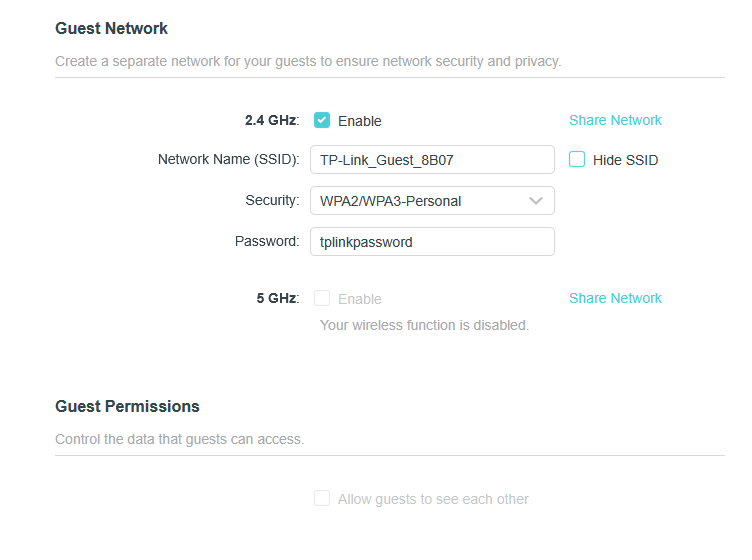 Guest Network
Create a separate network for your guests to ensure network security and privacy.
2.4 GHz: Enable Share Network
Network Name (SSID): TP-Link_Guest_8B07 Hide SSID
Security: WPA2/WPA3-Personal
Password: tplinkpassword
5 GHz: Enable Share Network
Your wireless function is disabled.
Guest Permissions
Control the data that guests can access.
Allow guests to see each other